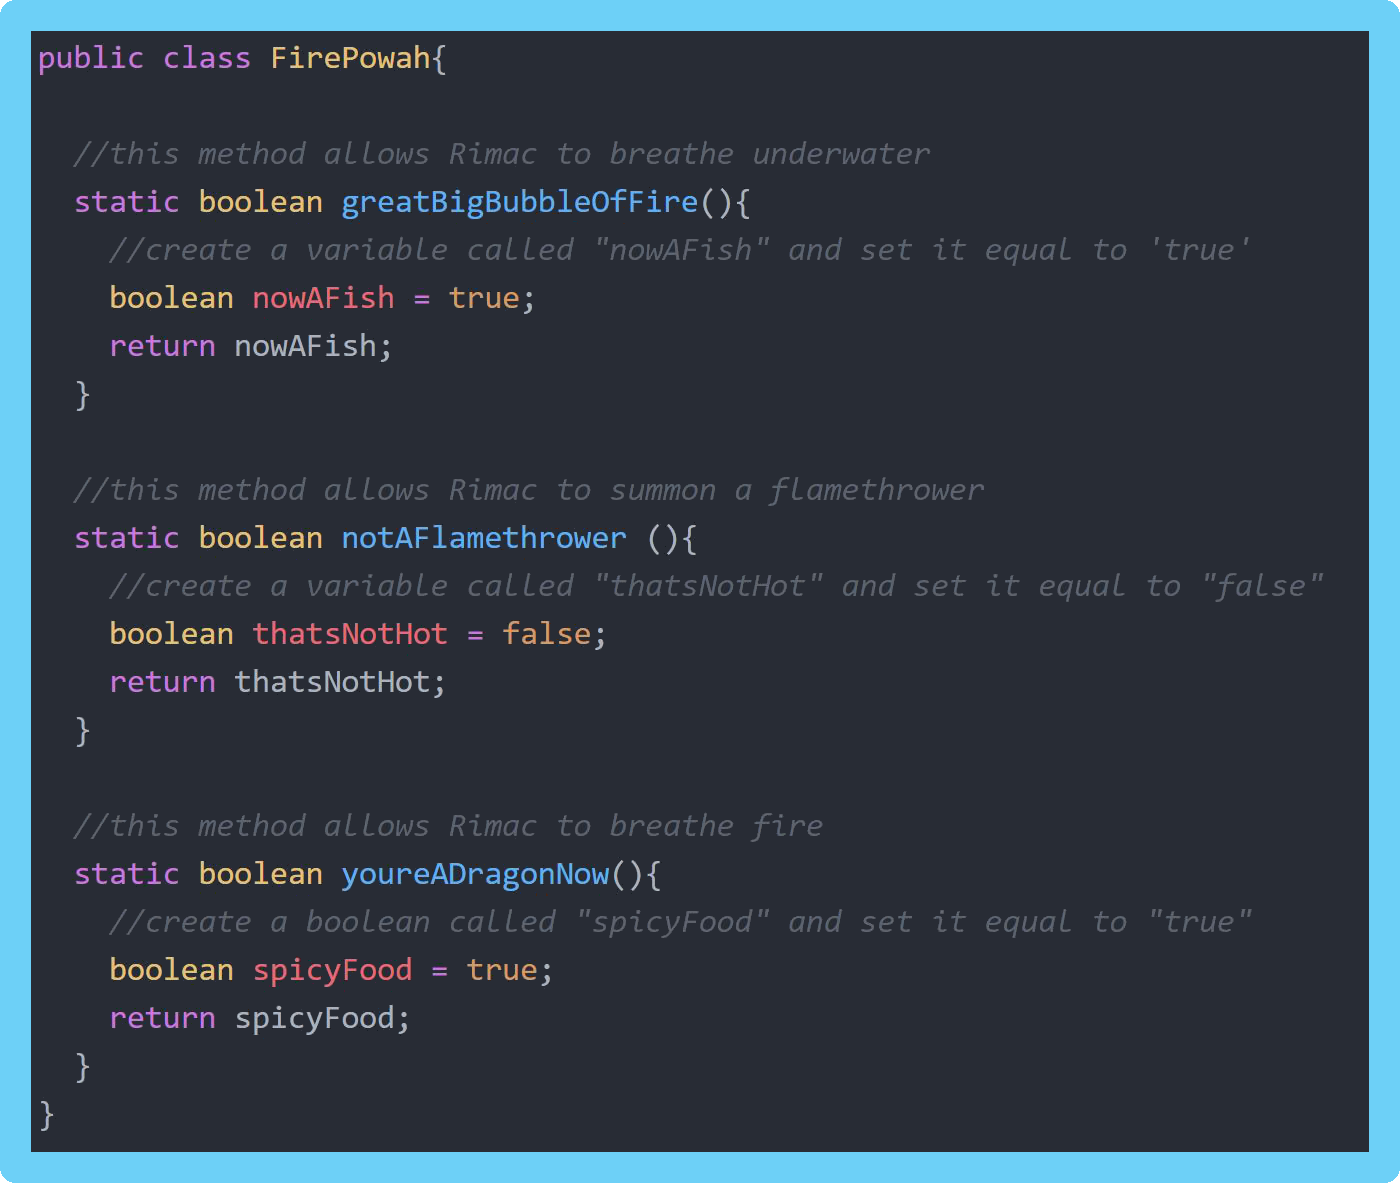 public class FirePowah{
//this method allows Rimac to breathe underwater
static boolean greatBigBubbleOfFire(){
//create a variable called "nowAFish" and set it equal to 'true'
boolean nowAFish = true;
return nowAFish;
}
//this method allows Rimac to summon a flamethrower
static boolean notAFlamethrower (){
//create a variable called "thatsNotHot" and set it equal to "false"
boolean thatsNotHot = false;
return thatsNotHot;
}
//this method allows Rimac to breathe fire
static boolean youreADragonNow(){
//create a boolean called "spicyFood" and set it equal to "true"
boolean spicyFood = true;
return spicyFood;
}
}